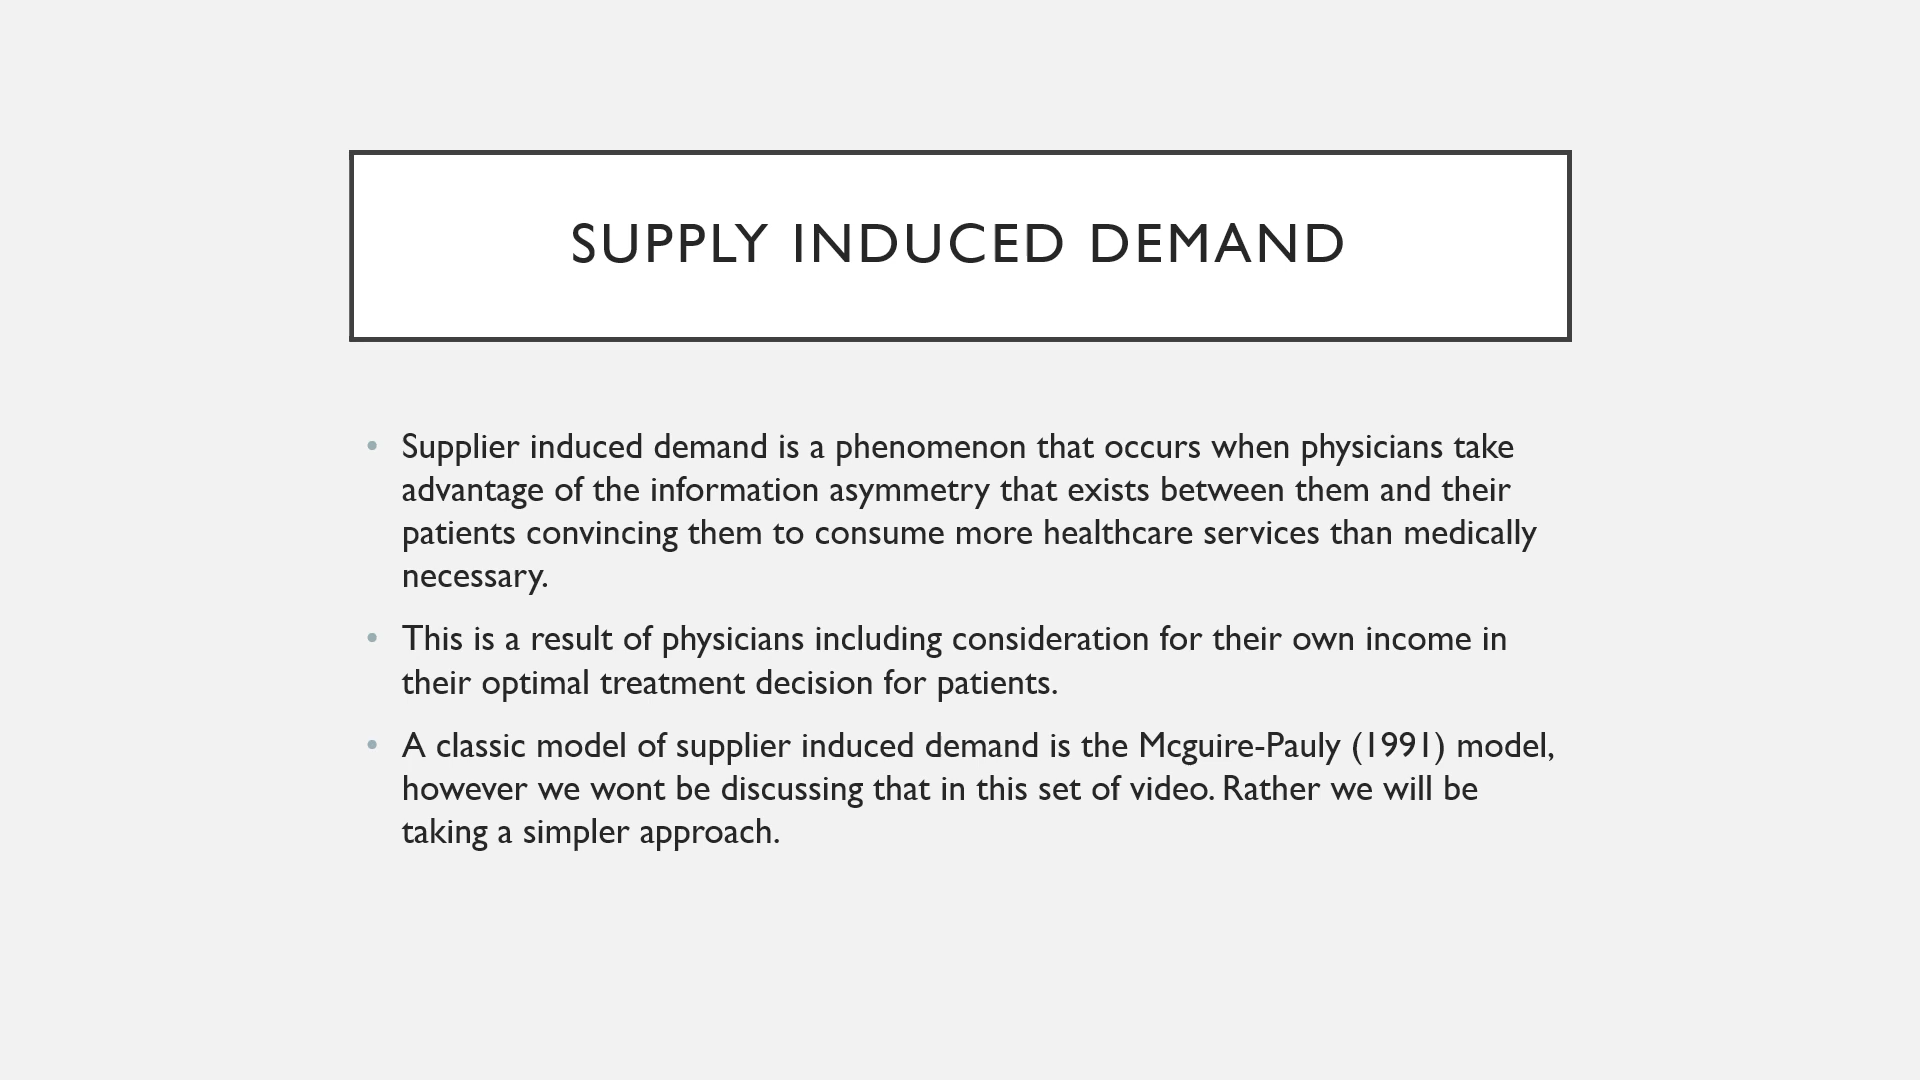 SUPPLY INDUCED DEMAND
• Supplier induced demand is a phenomenon that occurs when physicians take
advantage of the information asymmetry that exists between them and their
patients convincing them to consume more healthcare services than medically
necessary.
• This is a result of physicians including consideration for their own income in
their optimal treatment decision for patients.
• A classic model of supplier induced demand is the Mcguire-Pauly (1991) model,
however we wont be discussing that in this set of video. Rather we will be
taking a simpler approach.